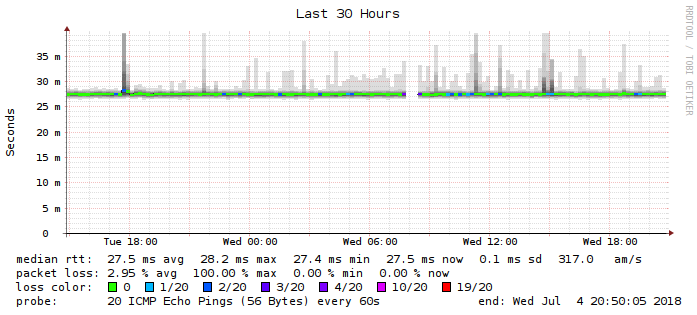 Last 30 Hours
RRDTOOL / TOBI OETIKER
Seconds
35 m
30 m
25 m
20 m
15 m
10 m
5 m
0
Tue 18:00 Wed 00:00 Wed 06:00 Wed 12:00 Wed 18:00
median rtt: 27.5 ms avg 28.2 ms max 27.4 ms min 27.5 ms now 0.1 ms sd 317.0 am/s
packet loss: 2.95 % avg 100.00 % max 0.00 % min 0.00 % now
loss color: 0 1/20 2/20 3/20 4/20 10/20 19/20
probe: 20 ICMP Echo Pings (56 Bytes) every 60s end: Wed Jul 4 20:50:05 2018